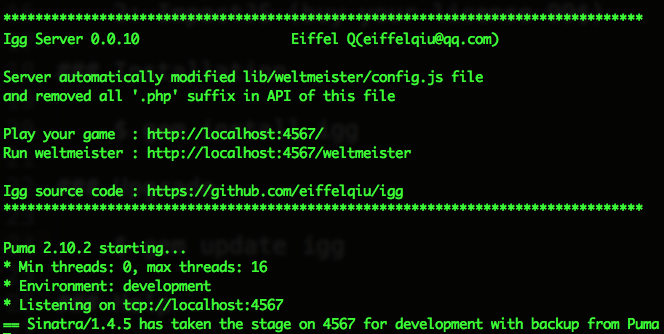 ********************************************************************************
Igg Server 0.0.10 Eiffel Q(eiffelqiu@qq.com)
Server automatically modified lib/weltmeister/config.js file
and removed all '.php' suffix in API of this file
Play your game : http://localhost:4567/
Run weltmeister : http://localhost:4567/weltmeister
Igg source code : https://github.com/eiffelqiu/igg
********************************************************************************
update igg
Puma 2.10.2 starting...
* Min threads: 0, max threads: 16
* Environment: development
* Listening on tcp://localhost:4567
== Sinatra/1.4.5 has taken the stage on 4567 for development with backup from Puma